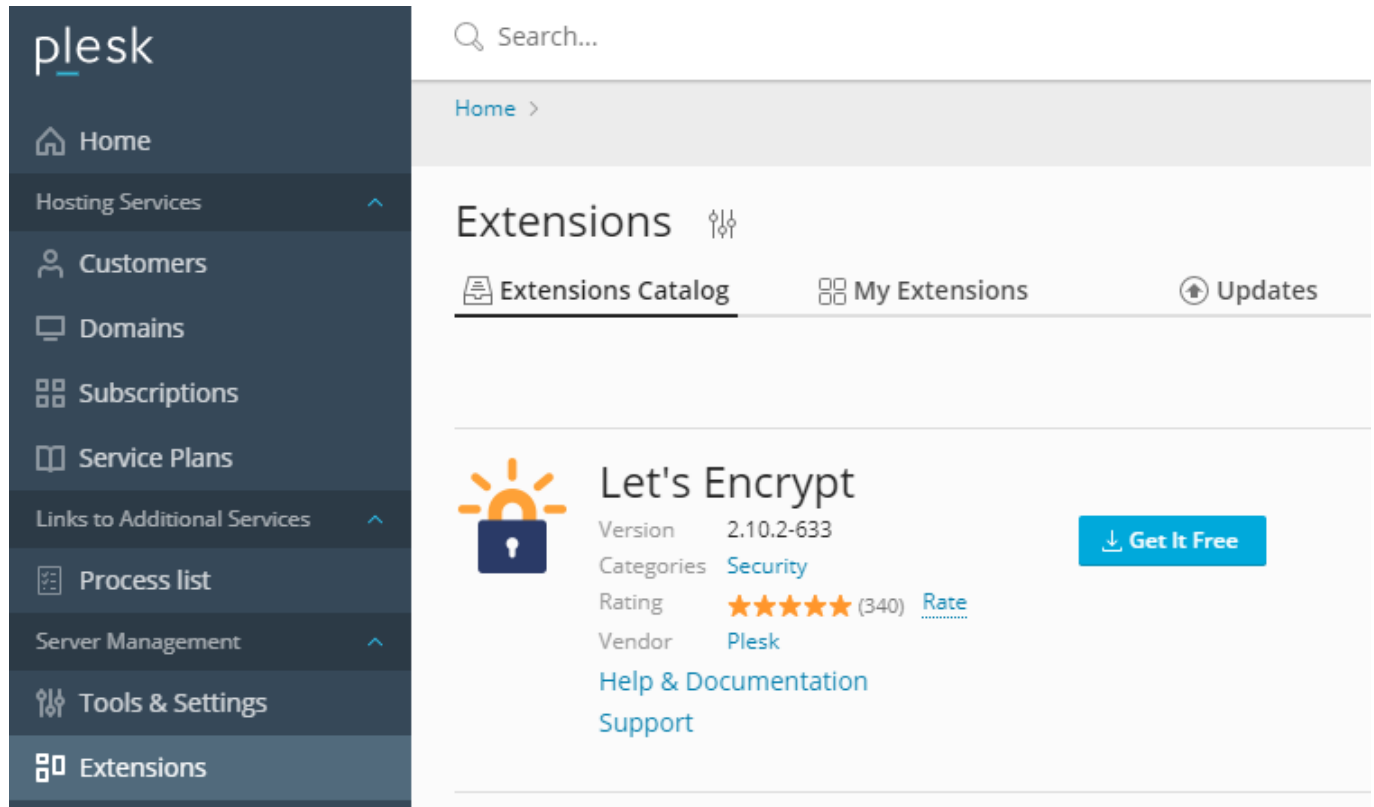 plesk
Search...
Home
Home >
Hosting Services
Customers
Domains
Subscriptions
Service Plans
Links to Additional Services
Process list
Server Management
Tools & Settings
Extensions
Extensions
Extensions Catalog My Extensions Updates
Let's Encrypt
Version 2.10.2-633
Get It Free
Categories Security
Rating (340) Rate
Vendor Plesk
Help & Documentation
Support